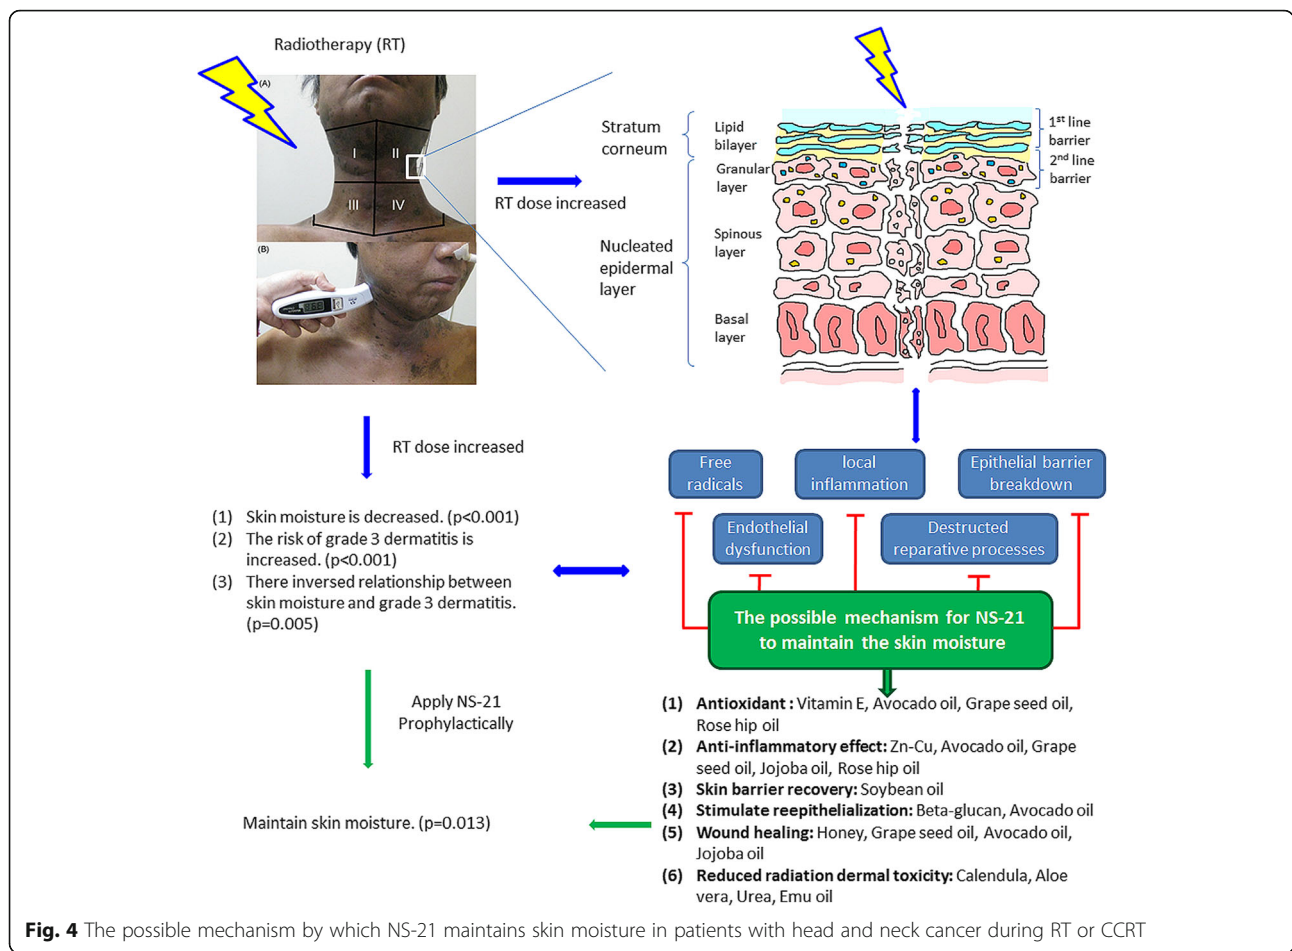 Radiotherapy (RT)
(A)
I
II
III
IV
(B)
RT dose increased
Stratum
corneum
Nucleated
epidermal
layer
Lipid
bilayer
Granular
layer
Spinous
layer
Basal
layer
1st line
barrier
2nd line
barrier
RT dose increased
(1) Skin moisture is decreased. (p<0.001)
(2) The risk of grade 3 dermatitis is
increased. (p<0.001)
(3) There inversed relationship between
skin moisture and grade 3 dermatitis.
(p=0.005)
Apply NS-21
Prophylactically
Maintain skin moisture. (p=0.013)
Free
radicals
local
inflammation
Epithelial barrier
breakdown
Endothelial
dysfunction
Destructed
reparative processes
The possible mechanism for NS-21
to maintain the skin moisture
(1) Antioxidant : Vitamin E, Avocado oil, Grape seed oil,
Rose hip oil
(2) Anti-inflammatory effect: Zn-Cu, Avocado oil, Grape
seed oil, Jojoba oil, Rose hip oil
(3) Skin barrier recovery: Soybean oil
(4) Stimulate reepithelialization: Beta-glucan, Avocado oil
(5) Wound healing: Honey, Grape seed oil, Avocado oil,
Jojoba oil
(6) Reduced radiation dermal toxicity: Calendula, Aloe
vera, Urea, Emu oil
Fig. 4 The possible mechanism by which NS-21 maintains skin moisture in patients with head and neck cancer during RT or CCRT